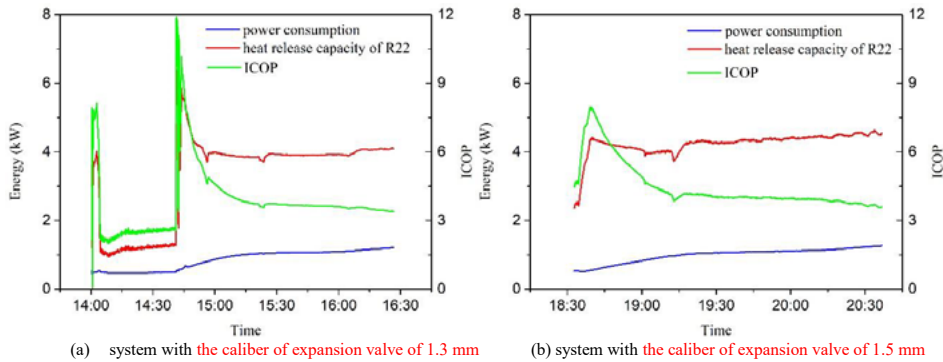 8
6
4
2
0
Energy (kW)
12
9
6
3
0
ICOP
power consumption
heat release capacity of R22
ICOP
14:00 14:30 15:00 15:30 16:00 16:30
Time
(a) system with the caliber of expansion valve of 1.3 mm
8
6
4
2
0
Energy (kW)
12
9
6
3
0
ICOP
power consumption
heat release capacity of R22
ICOP
18:30 19:00 19:30 20:00 20:30
Time
(b) system with the caliber of expansion valve of 1.5 mm